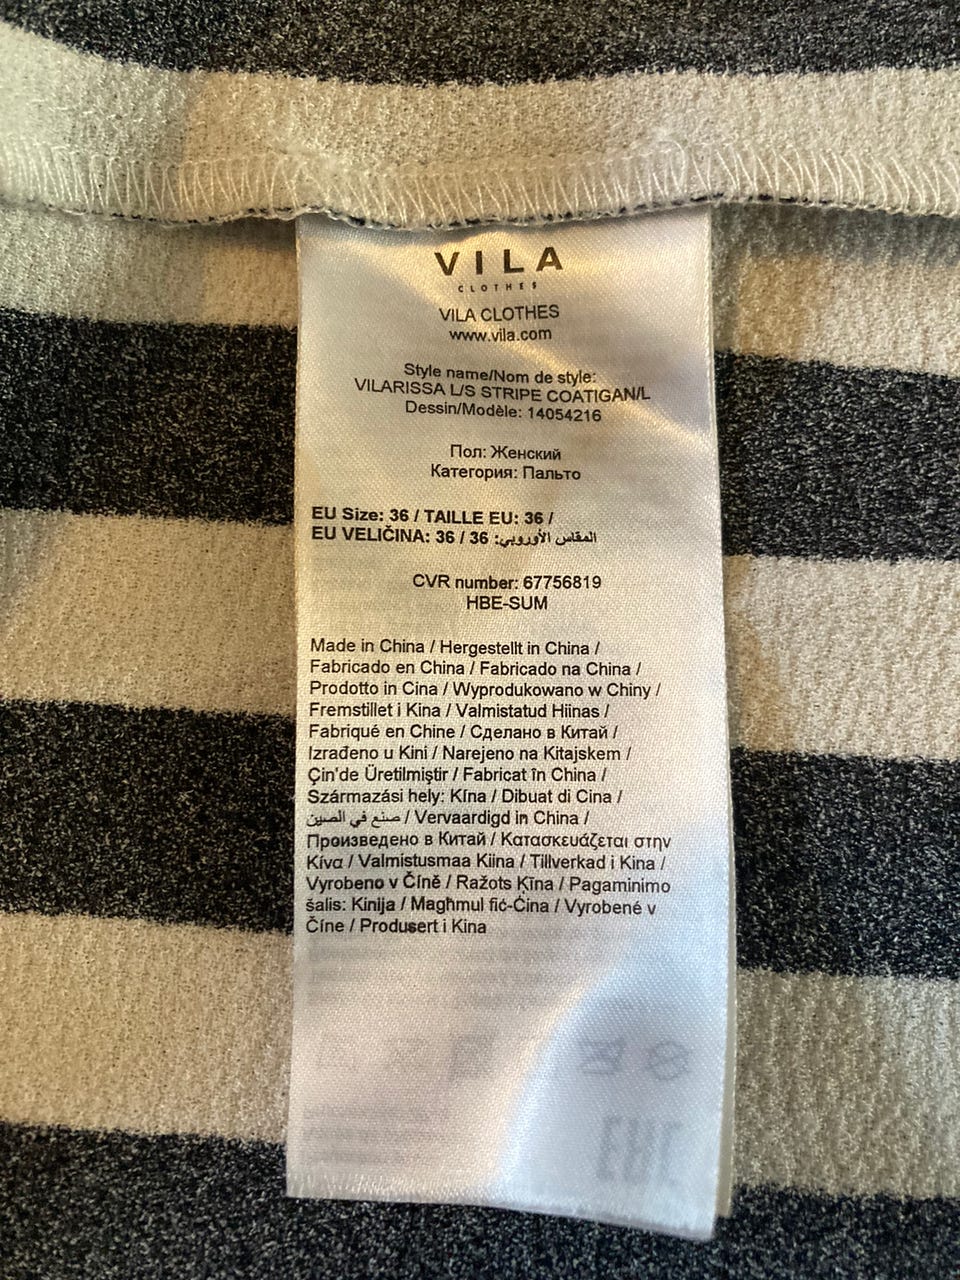 VILA
CLOTHES
VILA CLOTHES
www.vila.com
Style name/Nom de style:
VILARISSA L/S STRIPE COATIGAN/L
Dessin/Modèle: 14054216
Пол: Женский
Категория: Пальто
EU Size: 36 / TAILLE EU: 36 /
EU VELIČINA: 36 / 36 :المقاس الأوروبي
CVR number: 67756819
HBE-SUM
Made in China / Hergestellt in China /
Fabricado en China / Fabricado na China /
Prodotto in Cina / Wyprodukowano w Chiny /
Fremstillet i Kina / Valmistatud Hiinas /
Fabriqué en Chine / Сделано в Китай /
Izrađeno u Kini / Narejeno na Kitajskem /
Çin'de Üretilmiştir / Fabricat în China /
Származási hely: Kína / Dibuat di Cina /
صنع في الصين / Vervaardigd in China /
Произведено в Китай / Κατασκευάζεται στην
Κίνα / Valmistusmaa Kiina / Tillverkad i Kina /
Vyrobeno v Číně / Ražots Ķīna / Pagaminimo
šalis: Kinija / Magħmul fiċ-Ċina / Vyrobené v
Číne / Produsert i Kina